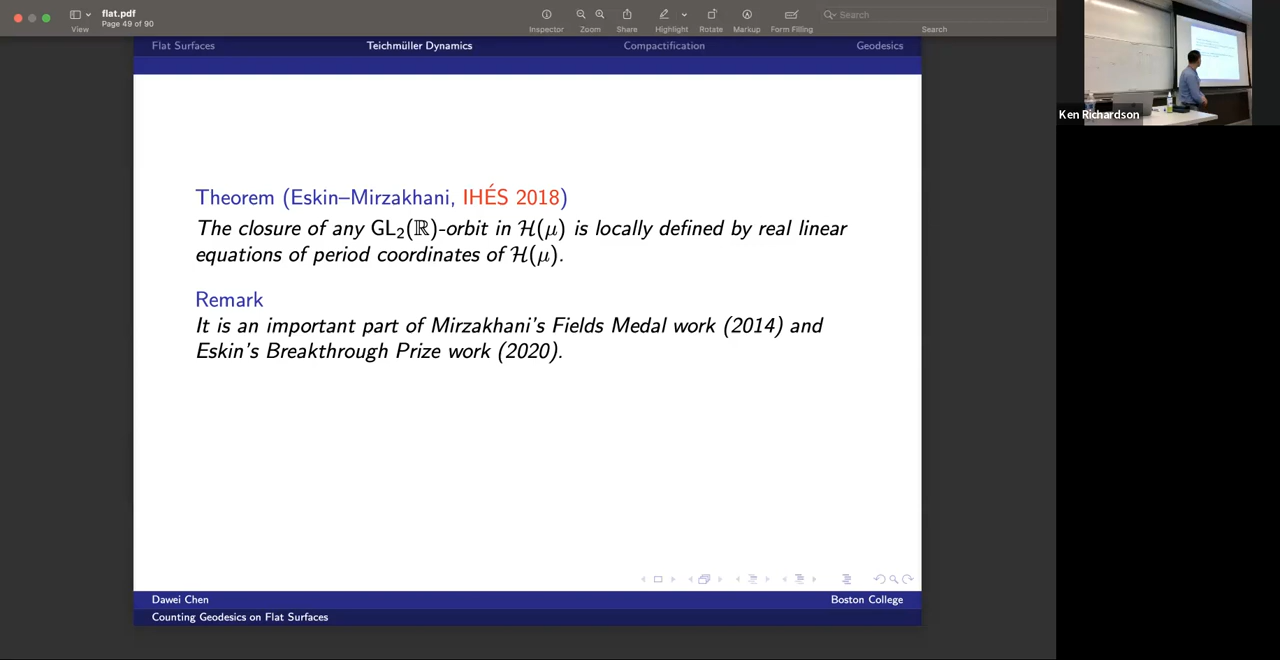 flat.pdf
Page 49 of 90
View
Inspector
Zoom
Share
Highlight
Rotate
Markup
Form Filling
Search
Search
Flat Surfaces
Teichmüller Dynamics
Compactification
Geodesics
Theorem (Eskin–Mirzakhani, IHÉS 2018)
The closure of any GL₂(ℝ)-orbit in ℋ(μ) is locally defined by real linear
equations of period coordinates of ℋ(μ).
Remark
It is an important part of Mirzakhani's Fields Medal work (2014) and
Eskin's Breakthrough Prize work (2020).
Dawei Chen
Boston College
Counting Geodesics on Flat Surfaces
Ken Richardson